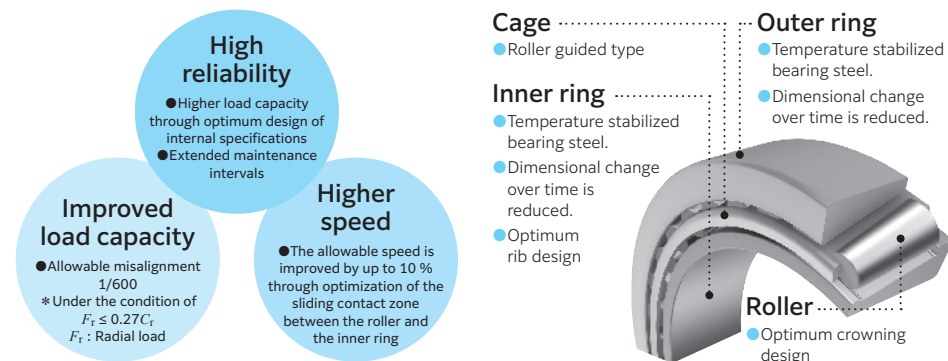 High
reliability
●Higher load capacity
through optimum design of
internal specifications
●Extended maintenance
intervals
Improved
load capacity
●Allowable misalignment
1/600
＊Under the condition of
Fr ≤ 0.27Cr
Fr : Radial load
Higher
speed
●The allowable speed is
improved by up to 10 %
through optimization of the
sliding contact zone
between the roller and
the inner ring
Cage
●Roller guided type
Inner ring
●Temperature stabilized
bearing steel.
●Dimensional change
over time is
reduced.
●Optimum
rib design
Outer ring
●Temperature stabilized
bearing steel.
●Dimensional change
over time is reduced.
Roller
●Optimum crowning
design